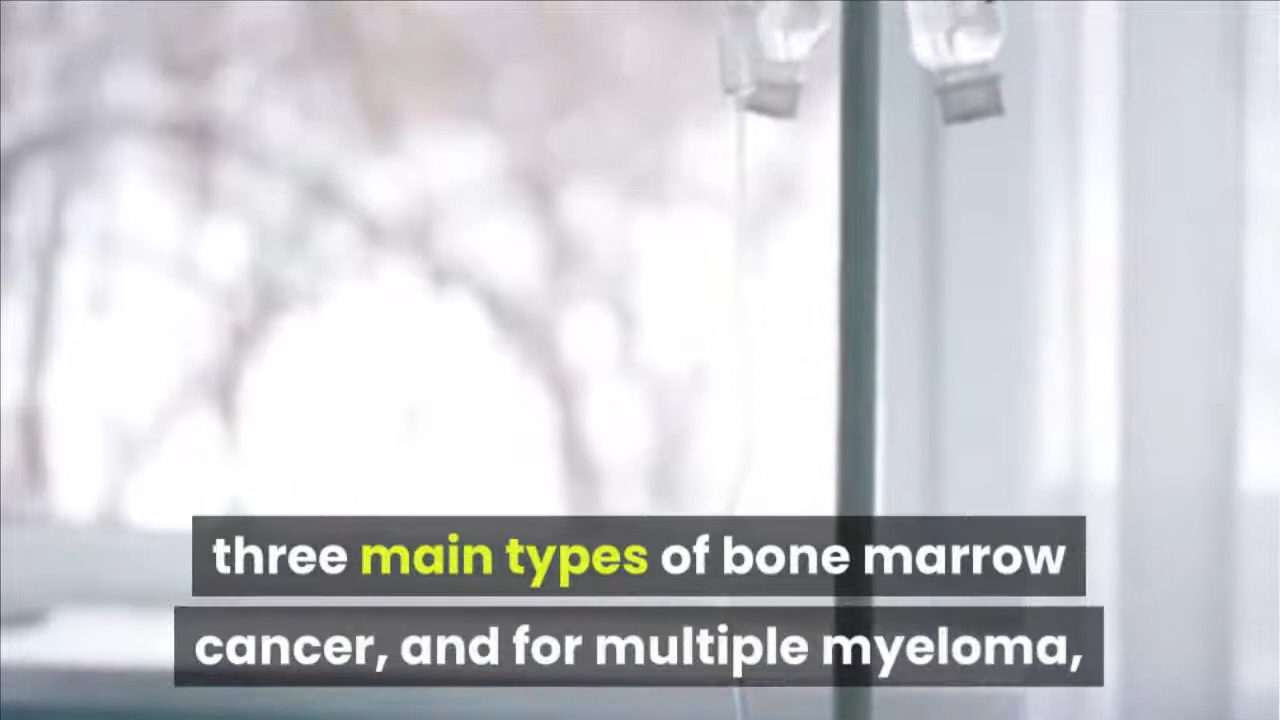 three main types of bone marrow
cancer, and for multiple myeloma,